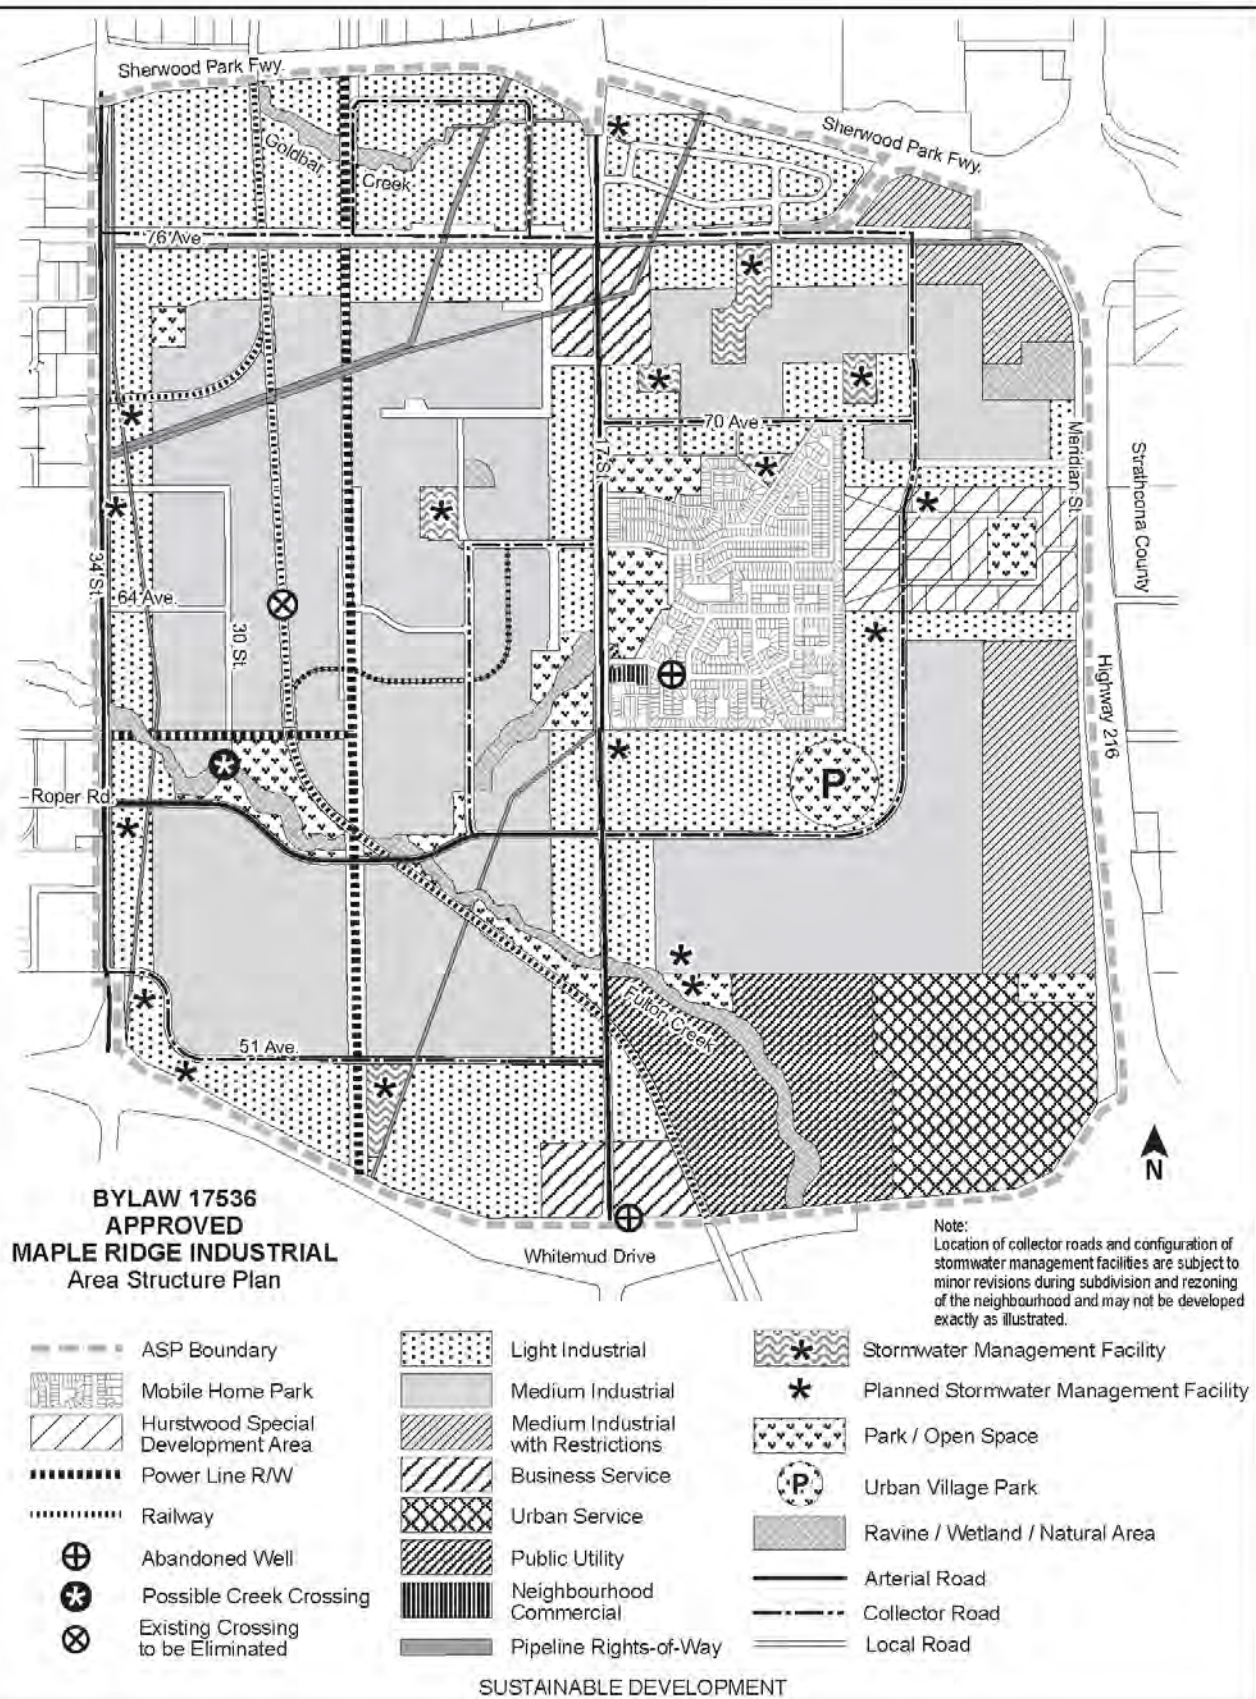 Sherwood Park Fwy.
Goldbar
Creek
Sherwood Park Fwy.
76 Ave.
70 Ave.
17 St.
Meridian St.
Strathcona County
34 St.
64 Ave.
30 St.
Highway 216
P
Roper Rd.
Fulton Creek
51 Ave.
N
Whitemud Drive
BYLAW 17536
APPROVED
MAPLE RIDGE INDUSTRIAL
Area Structure Plan
Note:
Location of collector roads and configuration of
stormwater management facilities are subject to
minor revisions during subdivision and rezoning
of the neighbourhood and may not be developed
exactly as illustrated.
ASP Boundary
Mobile Home Park
Hurstwood Special
Development Area
Power Line R/W
Railway
Abandoned Well
Possible Creek Crossing
Existing Crossing
to be Eliminated
Light Industrial
Medium Industrial
Medium Industrial
with Restrictions
Business Service
Urban Service
Public Utility
Neighbourhood
Commercial
Pipeline Rights-of-Way
Stormwater Management Facility
Planned Stormwater Management Facility
Park / Open Space
P
Urban Village Park
Ravine / Wetland / Natural Area
Arterial Road
Collector Road
Local Road
SUSTAINABLE DEVELOPMENT